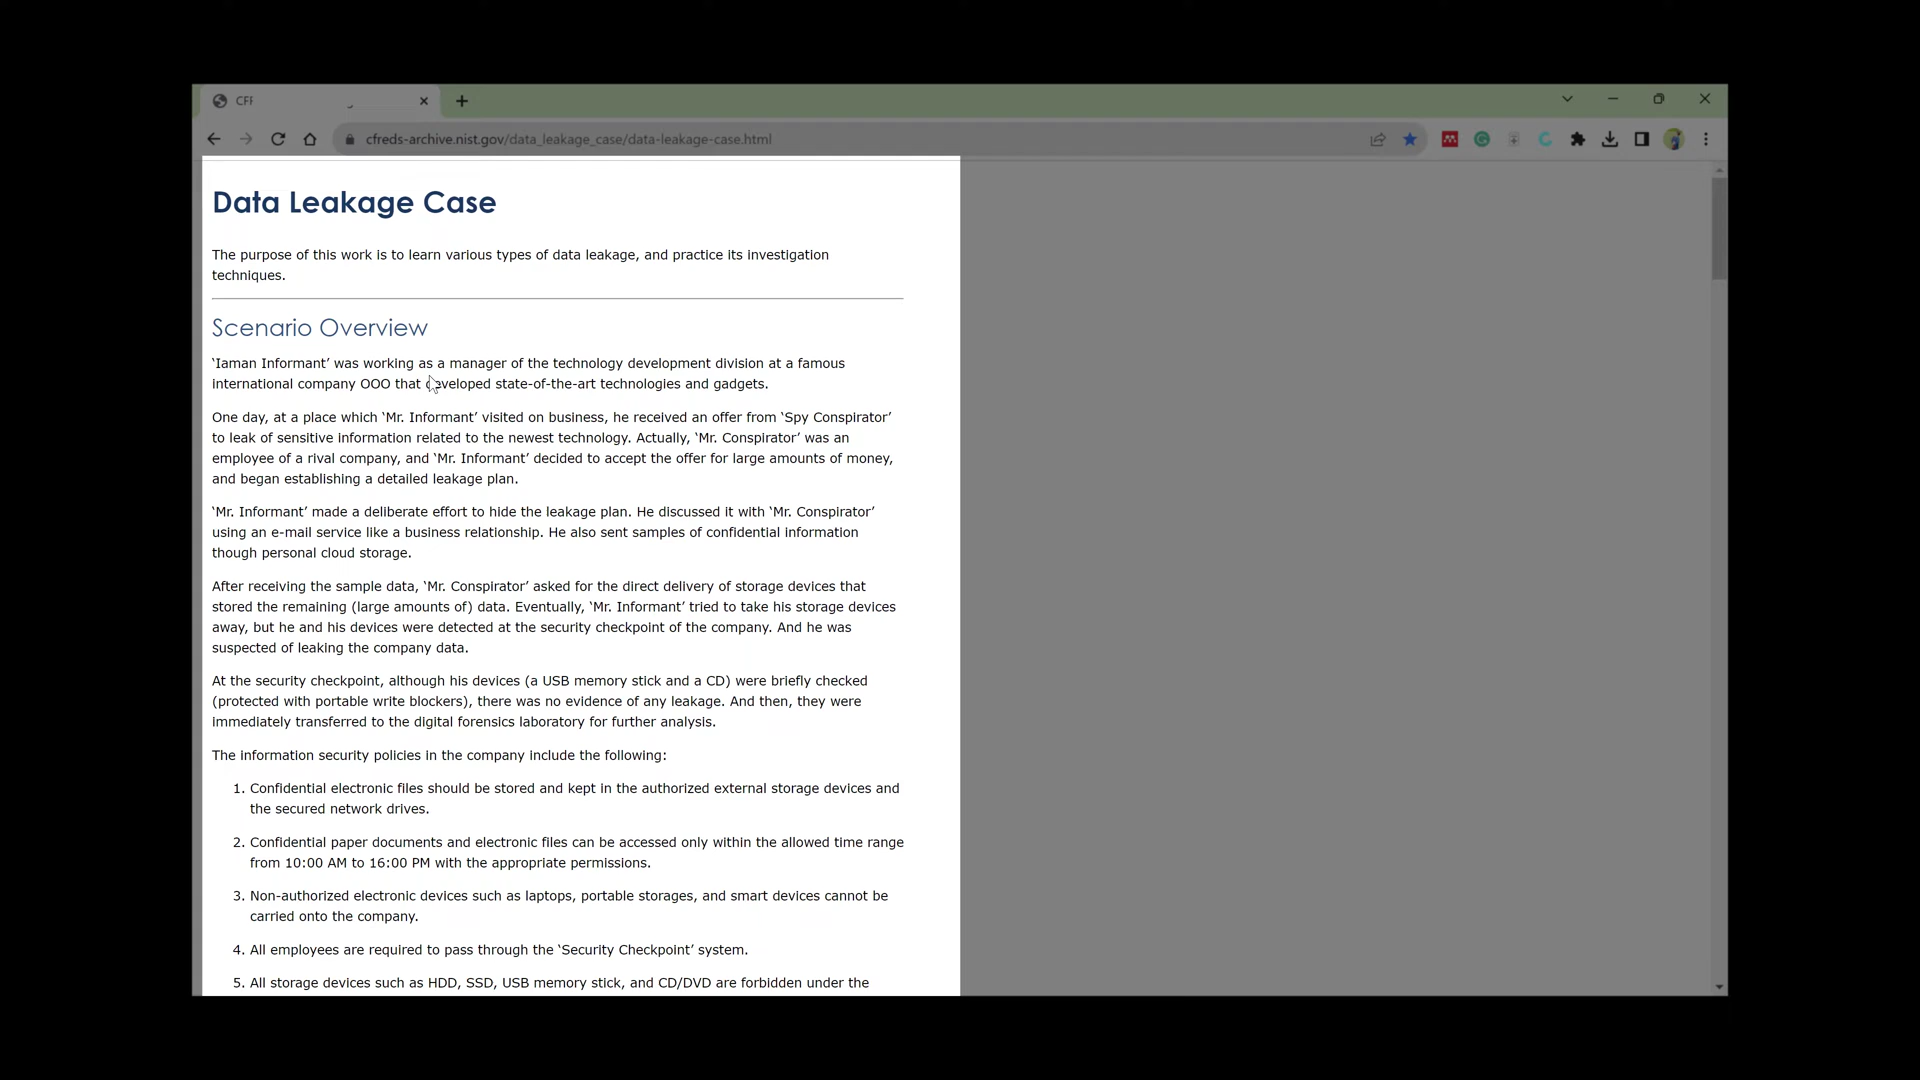 CFF
cfreds-archive.nist.gov/data_leakage_case/data-leakage-case.html
Data Leakage Case
The purpose of this work is to learn various types of data leakage, and practice its investigation
techniques.
Scenario Overview
‘Iaman Informant’ was working as a manager of the technology development division at a famous
international company OOO that developed state-of-the-art technologies and gadgets.
One day, at a place which ‘Mr. Informant’ visited on business, he received an offer from ‘Spy Conspirator’
to leak of sensitive information related to the newest technology. Actually, ‘Mr. Conspirator’ was an
employee of a rival company, and ‘Mr. Informant’ decided to accept the offer for large amounts of money,
and began establishing a detailed leakage plan.
‘Mr. Informant’ made a deliberate effort to hide the leakage plan. He discussed it with ‘Mr. Conspirator’
using an e-mail service like a business relationship. He also sent samples of confidential information
though personal cloud storage.
After receiving the sample data, ‘Mr. Conspirator’ asked for the direct delivery of storage devices that
stored the remaining (large amounts of) data. Eventually, ‘Mr. Informant’ tried to take his storage devices
away, but he and his devices were detected at the security checkpoint of the company. And he was
suspected of leaking the company data.
At the security checkpoint, although his devices (a USB memory stick and a CD) were briefly checked
(protected with portable write blockers), there was no evidence of any leakage. And then, they were
immediately transferred to the digital forensics laboratory for further analysis.
The information security policies in the company include the following:
1. Confidential electronic files should be stored and kept in the authorized external storage devices and
the secured network drives.
2. Confidential paper documents and electronic files can be accessed only within the allowed time range
from 10:00 AM to 16:00 PM with the appropriate permissions.
3. Non-authorized electronic devices such as laptops, portable storages, and smart devices cannot be
carried onto the company.
4. All employees are required to pass through the ‘Security Checkpoint’ system.
5. All storage devices such as HDD, SSD, USB memory stick, and CD/DVD are forbidden under the